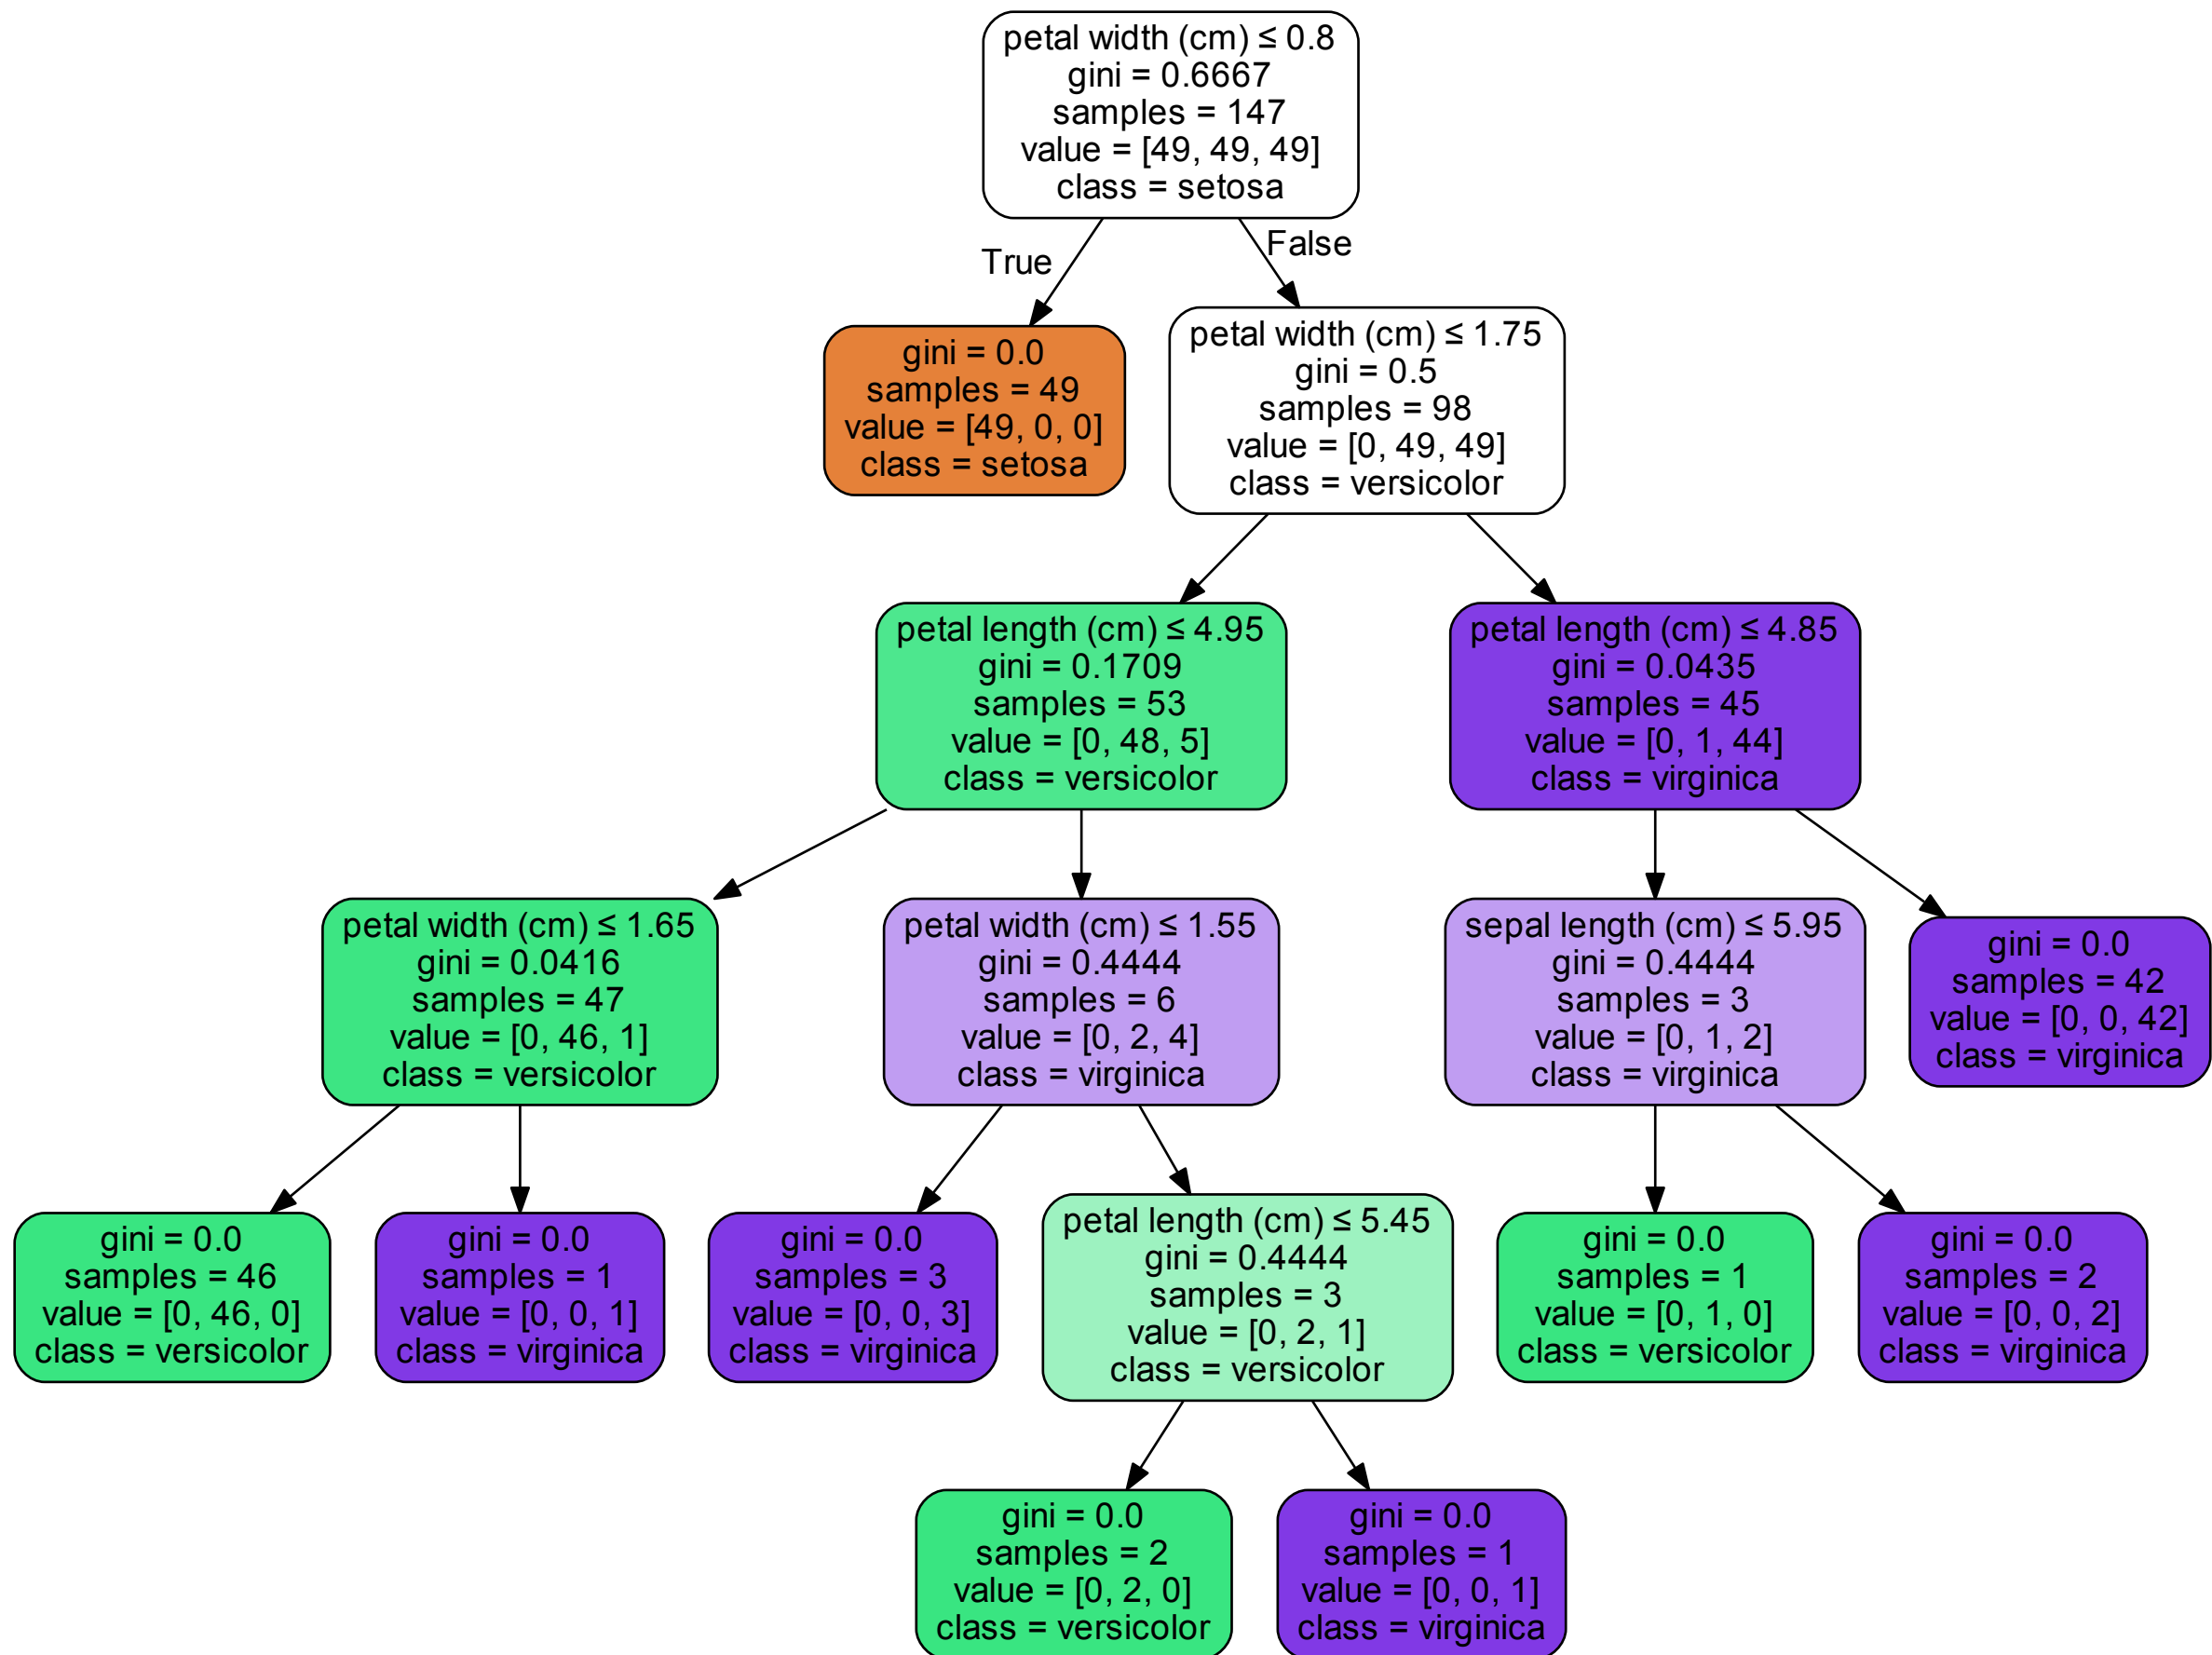 petal width (cm) ≤ 0.8
gini = 0.6667
samples = 147
value = [49, 49, 49]
class = setosa
True
False
gini = 0.0
samples = 49
value = [49, 0, 0]
class = setosa
petal width (cm) ≤ 1.75
gini = 0.5
samples = 98
value = [0, 49, 49]
class = versicolor
petal length (cm) ≤ 4.95
gini = 0.1709
samples = 53
value = [0, 48, 5]
class = versicolor
petal length (cm) ≤ 4.85
gini = 0.0435
samples = 45
value = [0, 1, 44]
class = virginica
petal width (cm) ≤ 1.65
gini = 0.0416
samples = 47
value = [0, 46, 1]
class = versicolor
petal width (cm) ≤ 1.55
gini = 0.4444
samples = 6
value = [0, 2, 4]
class = virginica
sepal length (cm) ≤ 5.95
gini = 0.4444
samples = 3
value = [0, 1, 2]
class = virginica
gini = 0.0
samples = 42
value = [0, 0, 42]
class = virginica
gini = 0.0
samples = 46
value = [0, 46, 0]
class = versicolor
gini = 0.0
samples = 1
value = [0, 0, 1]
class = virginica
gini = 0.0
samples = 3
value = [0, 0, 3]
class = virginica
petal length (cm) ≤ 5.45
gini = 0.4444
samples = 3
value = [0, 2, 1]
class = versicolor
gini = 0.0
samples = 1
value = [0, 1, 0]
class = versicolor
gini = 0.0
samples = 2
value = [0, 0, 2]
class = virginica
gini = 0.0
samples = 2
value = [0, 2, 0]
class = versicolor
gini = 0.0
samples = 1
value = [0, 0, 1]
class = virginica